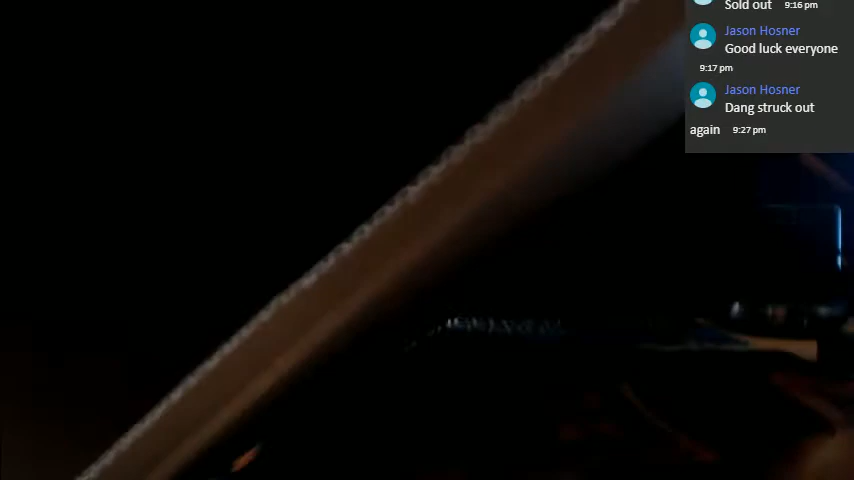 Sold out 9:16 pm
Jason Hosner
Good luck everyone
9:17 pm
Jason Hosner
Dang struck out
again 9:27 pm